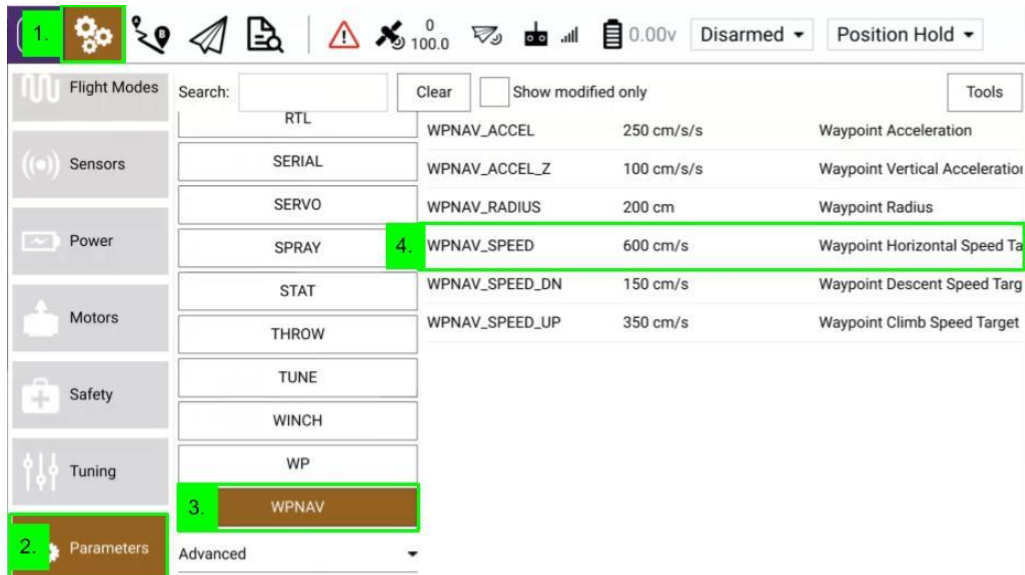 1.
0
100.0
0.00v
Disarmed
Position Hold
Flight Modes
Sensors
Power
Motors
Safety
Tuning
2.
Parameters
Search:
Clear
Show modified only
Tools
RTL
SERIAL
SERVO
SPRAY
STAT
THROW
TUNE
WINCH
WP
3.
WPNAV
Advanced
WPNAV_ACCEL 250 cm/s/s Waypoint Acceleration
WPNAV_ACCEL_Z 100 cm/s/s Waypoint Vertical Acceleration
WPNAV_RADIUS 200 cm Waypoint Radius
4. WPNAV_SPEED 600 cm/s Waypoint Horizontal Speed Ta
WPNAV_SPEED_DN 150 cm/s Waypoint Descent Speed Targ
WPNAV_SPEED_UP 350 cm/s Waypoint Climb Speed Target